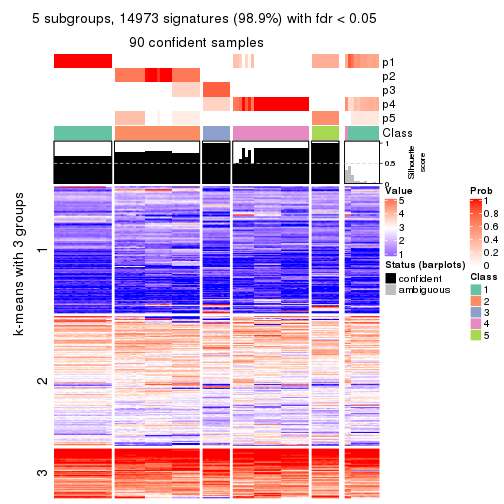 5 subgroups, 14973 signatures (98.9%) with fdr < 0.05
90 confident samples
p1
p2
p3
p4
p5
Class
1
0.5
0
Silhouette
score
k-means with 3 groups
1
2
3
Value
5
4
3
2
1
Status (barplots)
confident
ambiguous
Prob
1
0.8
0.6
0.4
0.2
0
Class
1
2
3
4
5